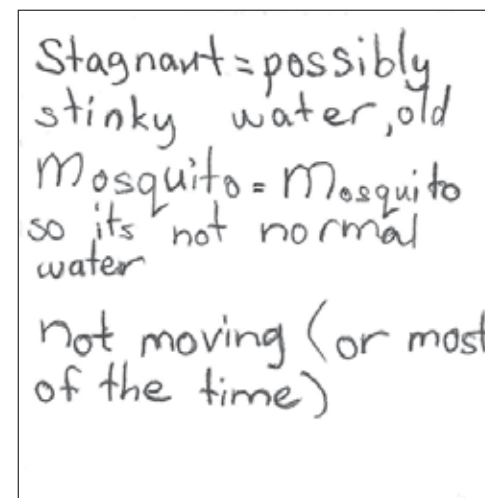 Stagnant = possibly
stinky water, old
Mosquito = Mosquito
so its not normal
water
not moving (or most
of the time)